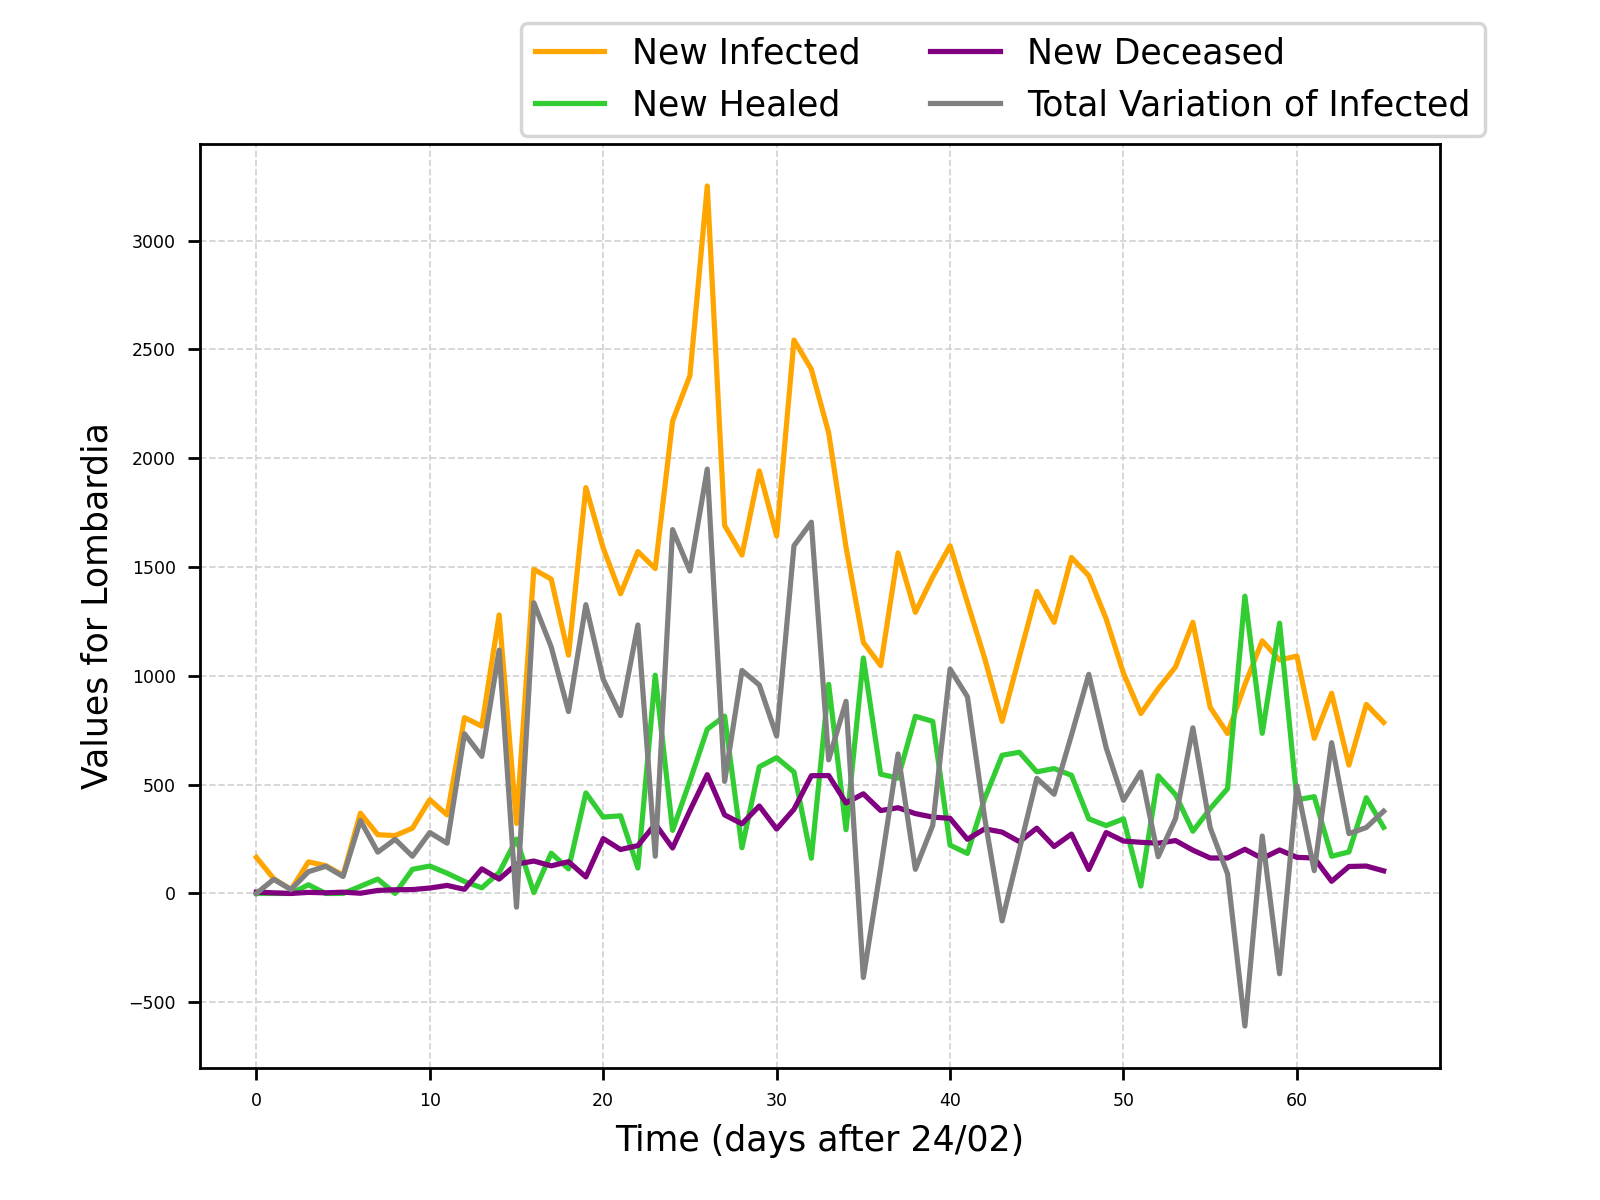 New Infected
New Healed
New Deceased
Total Variation of Infected
Values for Lombardia
3000
2500
2000
1500
1000
500
0
−500
0 10 20 30 40 50 60
Time (days after 24/02)